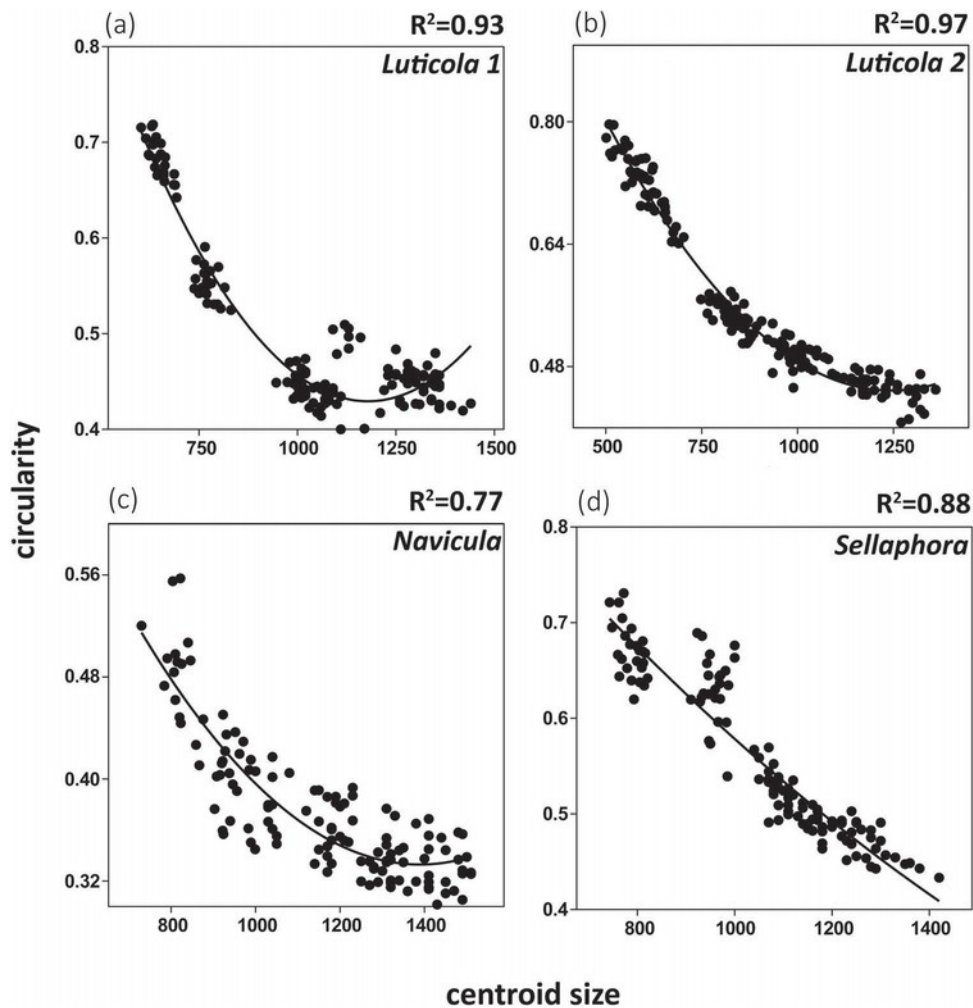 (a)
R²=0.93
Luticola 1
0.8
0.7
0.6
0.5
0.4
750
1000
1250
1500
(b)
R²=0.97
Luticola 2
0.80
0.64
0.48
500
750
1000
1250
circularity
(c)
R²=0.77
Navicula
0.56
0.48
0.40
0.32
800
1000
1200
1400
(d)
R²=0.88
Sellaphora
0.8
0.7
0.6
0.5
0.4
800
1000
1200
1400
centroid size